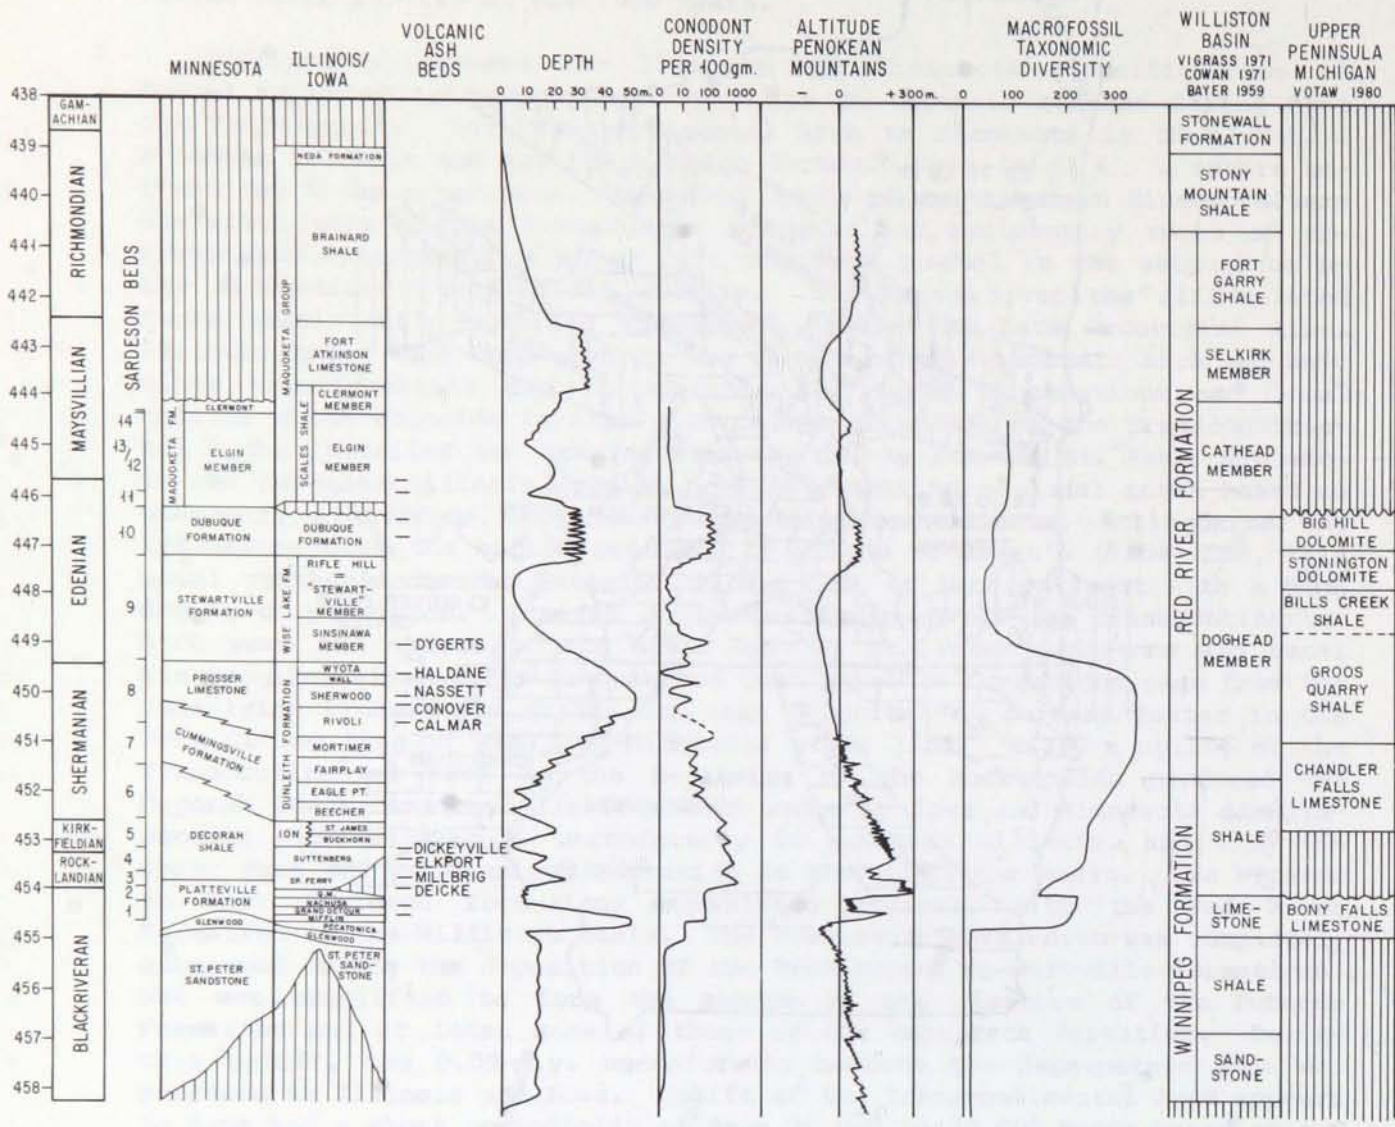 MINNESOTA
ILLINOIS/
IOWA
VOLCANIC
ASH
BEDS
DEPTH
CONODONT
DENSITY
PER 100gm.
ALTITUDE
PENOKEAN
MOUNTAINS
MACROFOSSIL
TAXONOMIC
DIVERSITY
WILLISTON
BASIN
VIGRASS 1971
COWAN 1971
BAYER 1959
UPPER
PENINSULA
MICHIGAN
VOTAW 1980
0 10 20 30 40 50m.
0 10 100 1000
- 0 +300m.
0 100 200 300
438
439
440
441
442
443
444
445
446
447
448
449
450
451
452
453
454
455
456
457
458
GAM-
ACHIAN
RICHMONDIAN
MAYSVILLIAN
EDENIAN
SHERMANIAN
KIRK-
FIELDIAN
ROCK-
LANDIAN
BLACKRIVERAN
SARDESON BEDS
14
13/
12
11
10
9
8
7
6
5
4
3
2
1
CLERMONT
MAQUOKETA FM.
ELGIN
MEMBER
DUBUQUE
FORMATION
STEWARTVILLE
FORMATION
PROSSER
LIMESTONE
CUMMINGSVILLE
FORMATION
DECORAH
SHALE
PLATTEVILLE
FORMATION
GLENWOOD
ST. PETER
SANDSTONE
NEDA FORMATION
MAQUOKETA GROUP
BRAINARD
SHALE
FORT
ATKINSON
LIMESTONE
SCALES SHALE
CLERMONT
MEMBER
ELGIN
MEMBER
DUBUQUE
FORMATION
WISE LAKE FM.
RIFLE HILL
=
STEWART-
VILLE
MEMBER
SINSINAWA
MEMBER
DUNLEITH FORMATION
WYOTA
WALL
SHERWOOD
RIVOLI
MORTIMER
FAIRPLAY
EAGLE PT.
BEECHER
ION
ST JAMES
BUCKHORN
GUTTENBERG
SP. FERRY
Q.M.
NACHUSA
GRAND DETOUR
MIFFLIN
PECATONICA
GLENWOOD
ST. PETER
SAND-
STONE
DYGERTS
HALDANE
NASSETT
CONOVER
CALMAR
DICKEYVILLE
ELKPORT
MILLBRIG
DEICKE
STONEWALL
FORMATION
STONY
MOUNTAIN
SHALE
RED RIVER FORMATION
FORT
GARRY
SHALE
SELKIRK
MEMBER
CATHEAD
MEMBER
DOGHEAD
MEMBER
WINNIPEG FORMATION
SHALE
LIME-
STONE
SHALE
SAND-
STONE
BIG HILL
DOLOMITE
STONINGTON
DOLOMITE
BILLS CREEK
SHALE
GROOS
QUARRY
SHALE
CHANDLER
FALLS
LIMESTONE
BONY FALLS
LIMESTONE